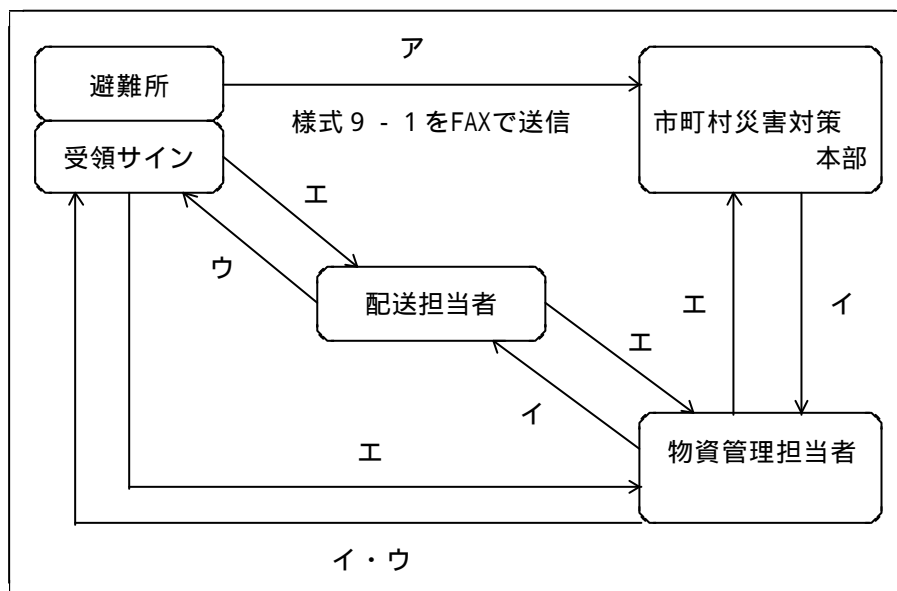 ア
避難所
様式9-1をFAXで送信
市町村災害対策
本部
受領サイン
エ
ウ
配送担当者
エ
イ
エ
イ
物資管理担当者
エ
イ・ウ